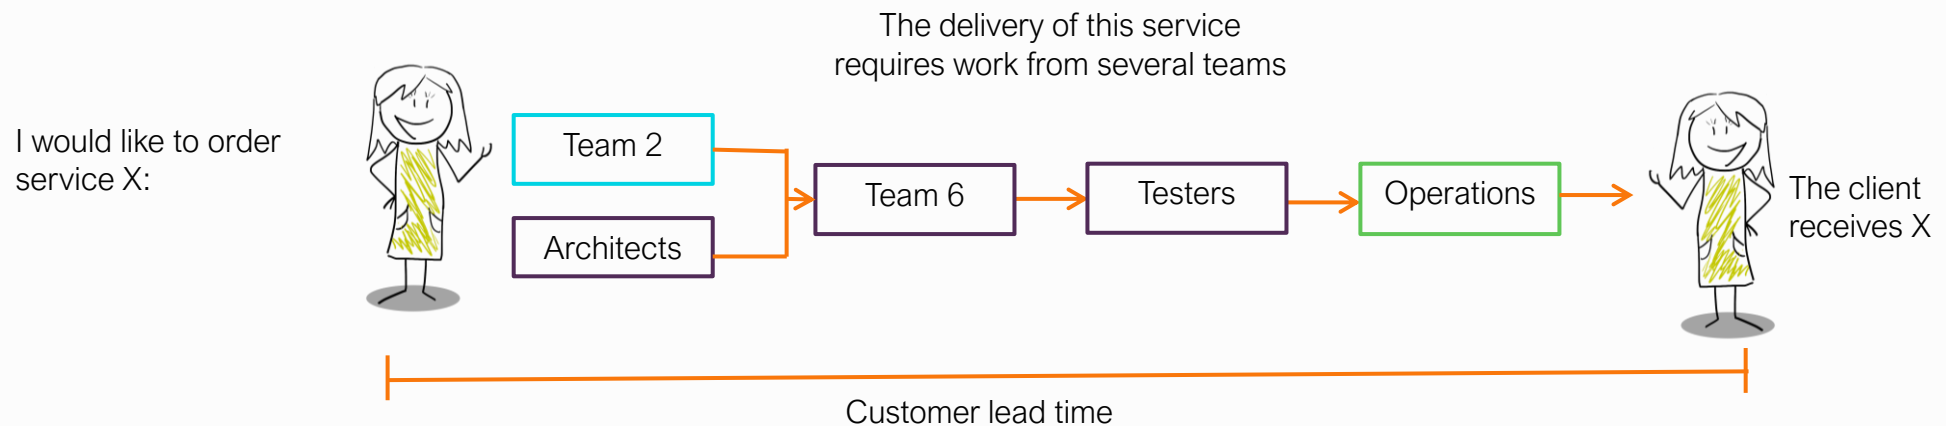 The delivery of this service
requires work from several teams
I would like to order
service X:
Team 2
Architects
Team 6
Testers
Operations
The client
receives X
Customer lead time